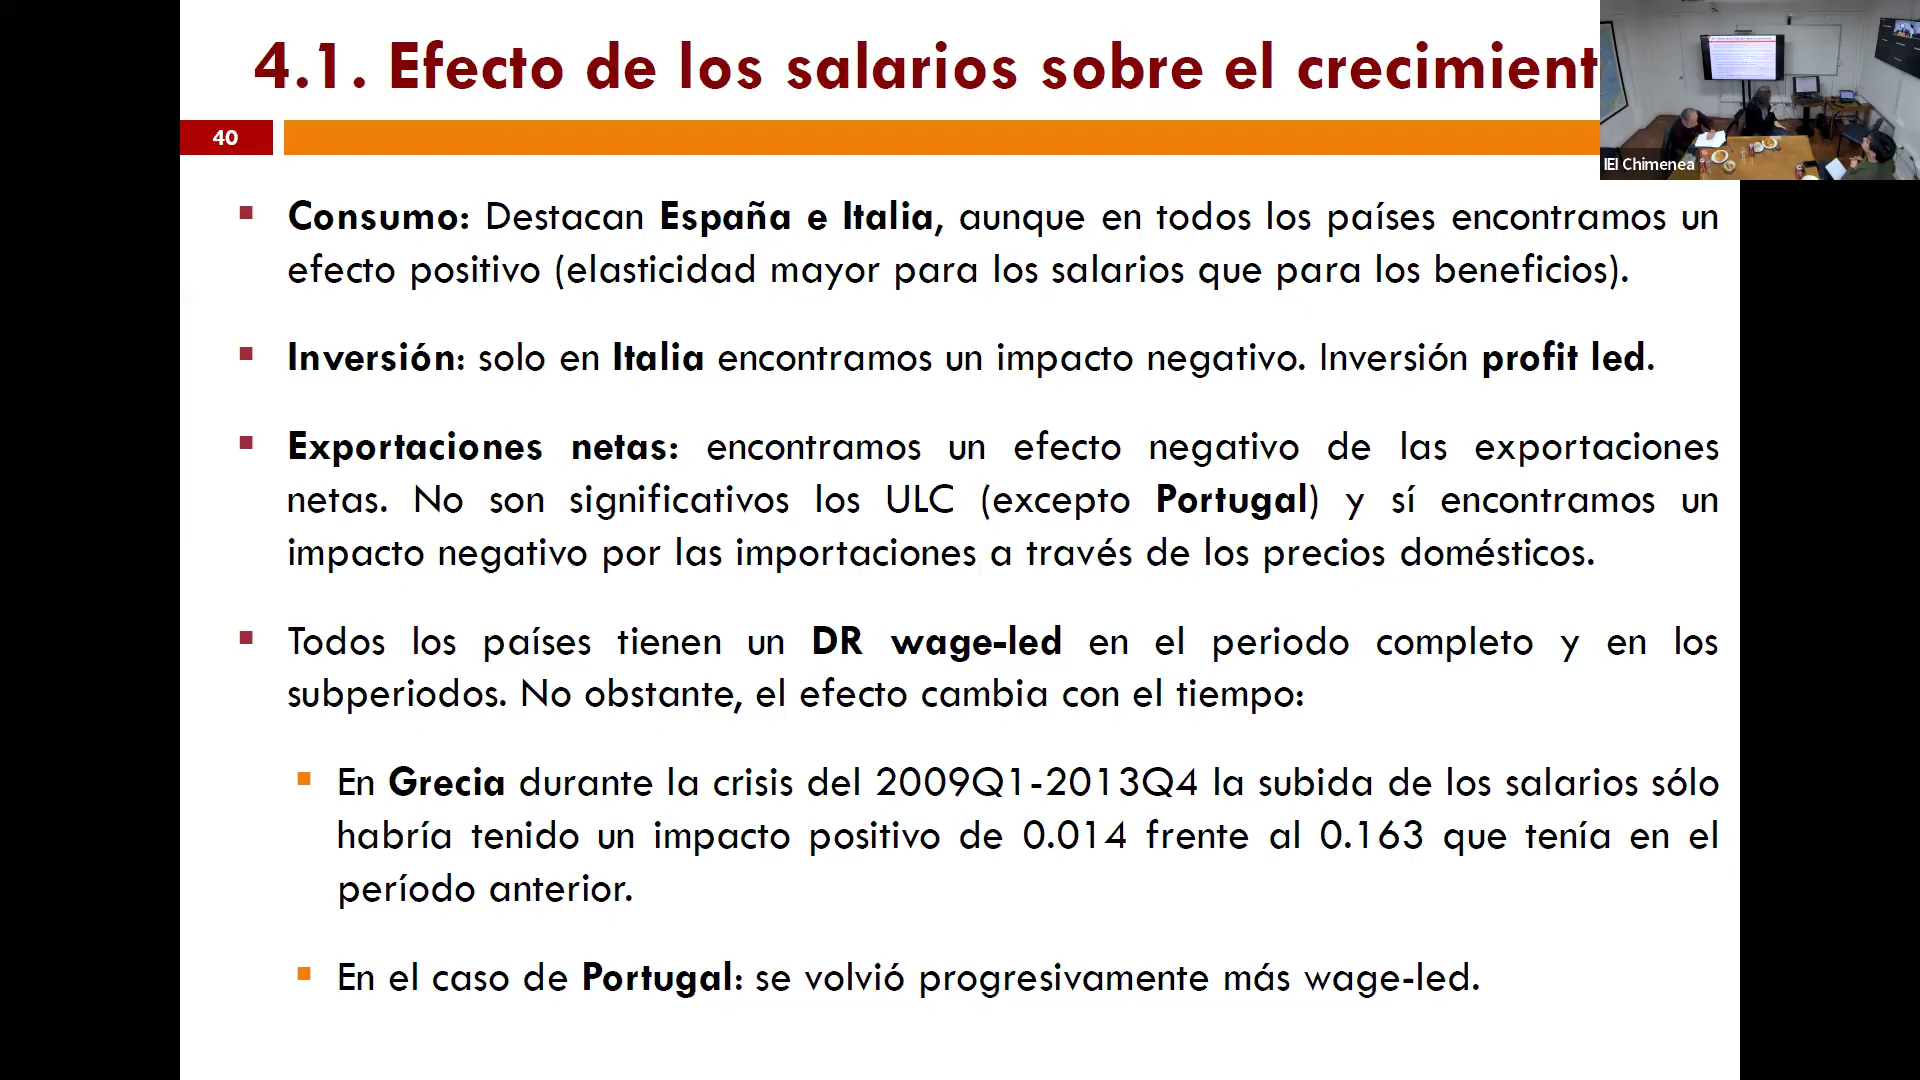 4.1. Efecto de los salarios sobre el crecimient
40
IEI Chimenea
Consumo: Destacan España e Italia, aunque en todos los países encontramos un
efecto positivo (elasticidad mayor para los salarios que para los beneficios).
Inversión: solo en Italia encontramos un impacto negativo. Inversión profit led.
Exportaciones netas: encontramos un efecto negativo de las exportaciones
netas. No son significativos los ULC (excepto Portugal) y sí encontramos un
impacto negativo por las importaciones a través de los precios domésticos.
Todos los países tienen un DR wage-led en el periodo completo y en los
subperiodos. No obstante, el efecto cambia con el tiempo:
En Grecia durante la crisis del 2009Q1-2013Q4 la subida de los salarios sólo
habría tenido un impacto positivo de 0.014 frente al 0.163 que tenía en el
período anterior.
En el caso de Portugal: se volvió progresivamente más wage-led.